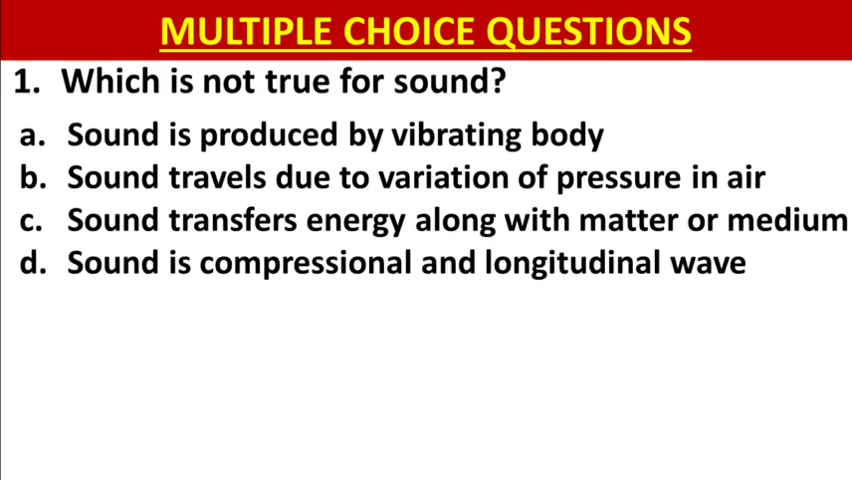 MULTIPLE CHOICE QUESTIONS
1. Which is not true for sound?
a. Sound is produced by vibrating body
b. Sound travels due to variation of pressure in air
c. Sound transfers energy along with matter or medium
d. Sound is compressional and longitudinal wave